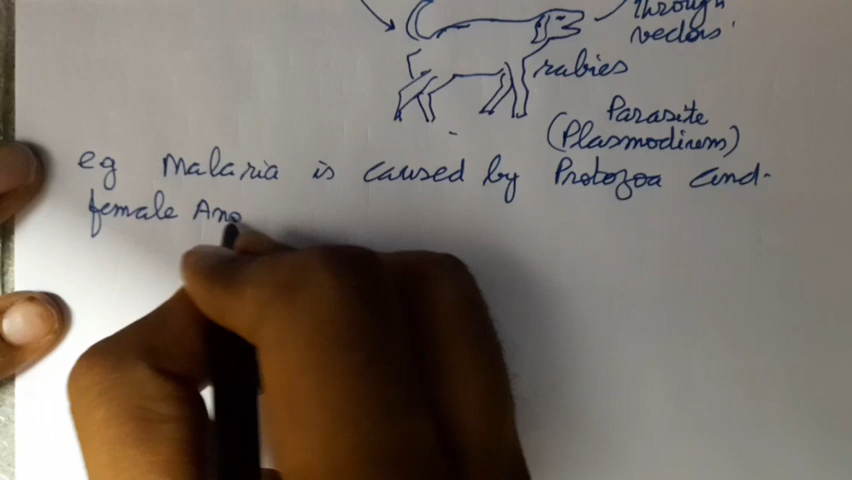 through
vectors'
rabies
Parasite
(Plasmodium)
eg Malaria is caused by Protozoa and
female Ano